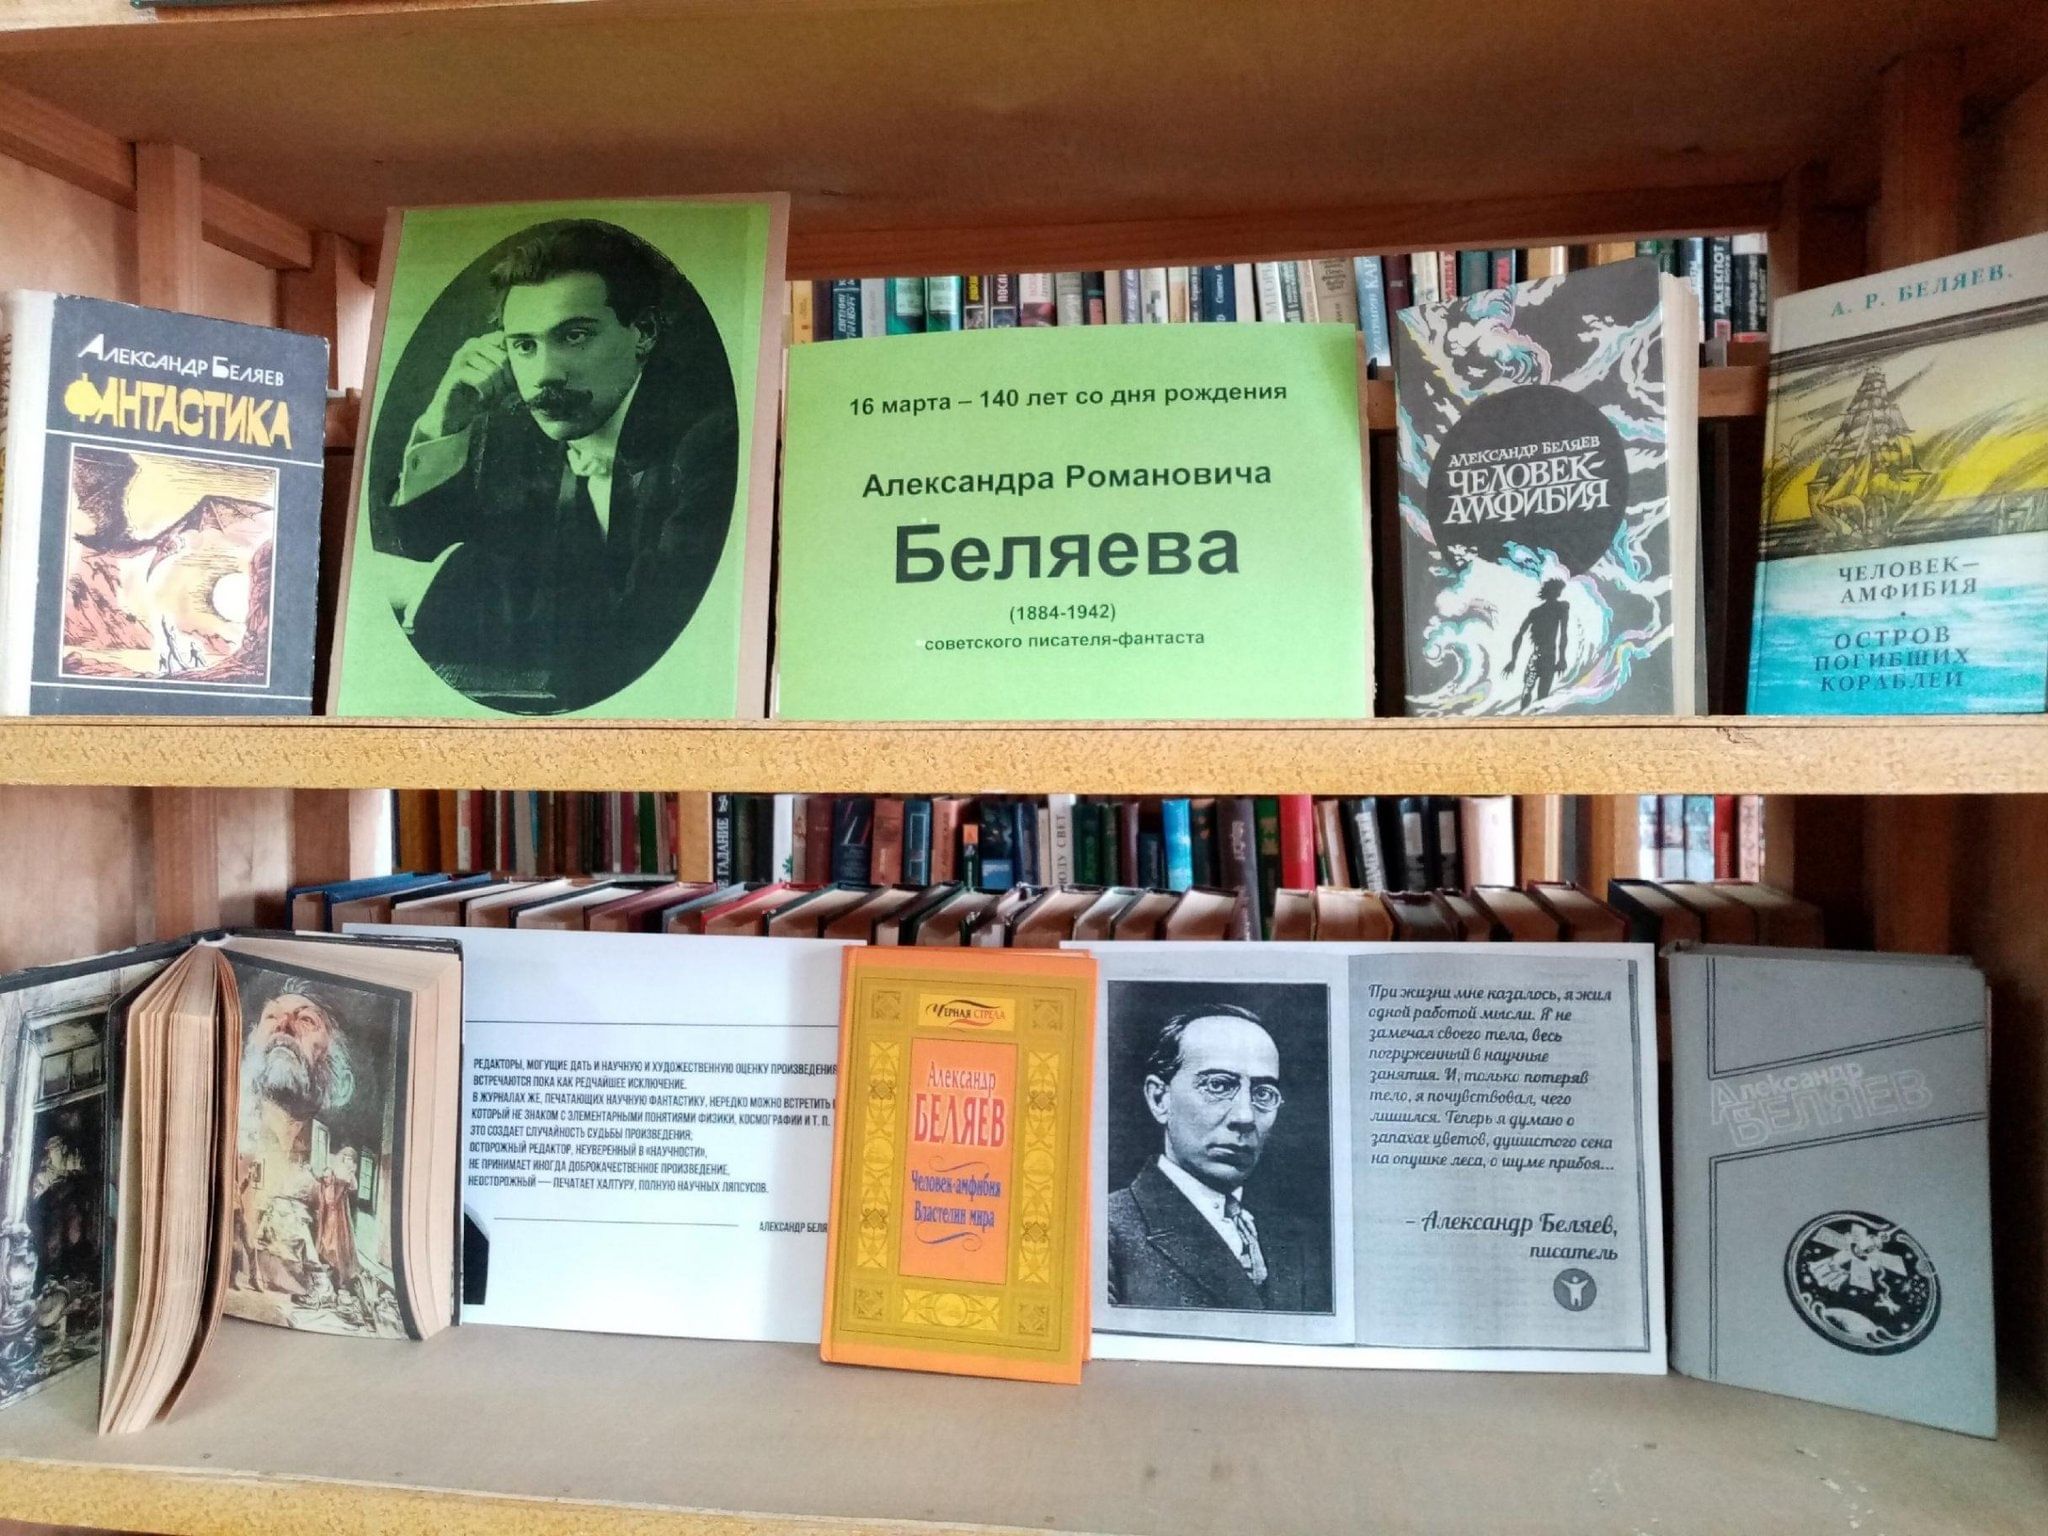 Александр Беляев
ФАНТАСТИКА
16 марта – 140 лет со дня рождения
Александра Романовича
Беляева
(1884-1942)
советского писателя-фантаста
АЛЕКСАНДР БЕЛЯЕВ
ЧЕЛОВЕК-
АМФИБИЯ
А. Р. БЕЛЯЕВ.
ЧЕЛОВЕК–
АМФИБИЯ
•
ОСТРОВ
ПОГИБШИХ
КОРАБЛЕЙ
ДЖЕКПОТ
ГАДАНИЕ
РЕДАКТОРЫ, МОГУЩИЕ ДАТЬ И НАУЧНУЮ И ХУДОЖЕСТВЕННУЮ ОЦЕНКУ ПРОИЗВЕДЕНИЯ
ВСТРЕЧАЮТСЯ ПОКА КАК РЕДЧАЙШЕЕ ИСКЛЮЧЕНИЕ.
В ЖУРНАЛАХ ЖЕ, ПЕЧАТАЮЩИХ НАУЧНУЮ ФАНТАСТИКУ, НЕРЕДКО МОЖНО ВСТРЕТИТЬ
КОТОРЫЙ НЕ ЗНАКОМ С ЭЛЕМЕНТАРНЫМИ ПОНЯТИЯМИ ФИЗИКИ, КОСМОГРАФИИ И Т. П.
ЭТО СОЗДАЕТ СЛУЧАЙНОСТЬ СУДЬБЫ ПРОИЗВЕДЕНИЯ;
ОСТОРОЖНЫЙ РЕДАКТОР, НЕУВЕРЕННЫЙ В «НАУЧНОСТИ»,
НЕ ПРИНИМАЕТ ИНОГДА ДОБРОКАЧЕСТВЕННОЕ ПРОИЗВЕДЕНИЕ,
НЕОСТОРОЖНЫЙ — ПЕЧАТАЕТ ХАЛТУРУ, ПОЛНУЮ НАУЧНЫХ ЛЯПСУСОВ.
АЛЕКСАНДР БЕЛЯ
ЧЕРНАЯ СТРЕЛА
Александр
БЕЛЯЕВ
Человек-амфибия
Властелин мира
При жизни мне казалось, я жил
одной работой мысли. Я не
замечал своего тела, весь
погруженный в научные
занятия. И, только потеряв
тело, я почувствовал, чего
лишился. Теперь я думаю о
запахах цветов, душистого сена
на опушке леса, о шуме прибоя...
– Александр Беляев,
писатель
Александр
БЕЛЯЕВ